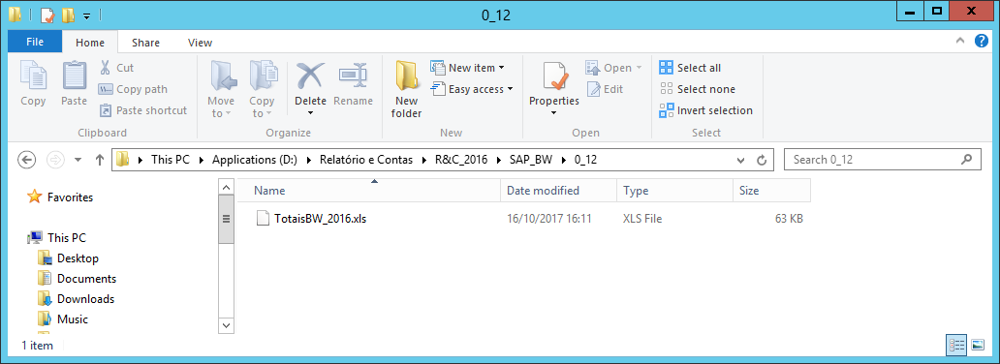 0_12
File Home Share View
Copy
Paste
Cut
Copy path
Paste shortcut
Clipboard
Move to
Copy to
Delete
Rename
Organize
New folder
New item
Easy access
New
Properties
Open
Edit
Open
Select all
Select none
Invert selection
Select
This PC Applications (D:) Relatório e Contas R&C_2016 SAP_BW 0_12
Search 0_12
Favorites
This PC
Desktop
Documents
Downloads
Music
Name Date modified Type Size
TotaisBW_2016.xls 16/10/2017 16:11 XLS File 63 KB
1 item